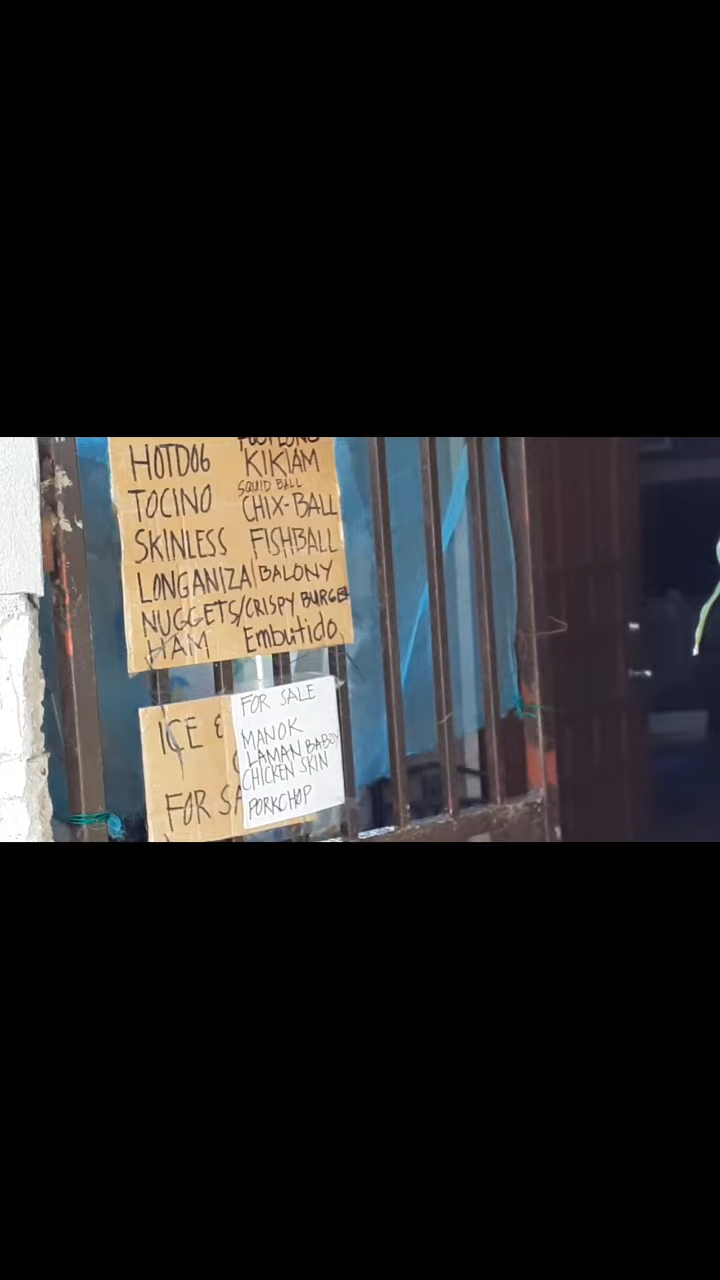 FOOTLONG
HOTDOG KIKIAM
SQUID BALL
TOCINO CHIX-BALL
SKINLESS FISHBALL
LONGANIZA BALONY
NUGGETS/CRISPY BURGER
HAM Embutido
ICE &
FOR SA
FOR SALE
MANOK
LAMAN BABOY
CHICKEN SKIN
PORKCHOP